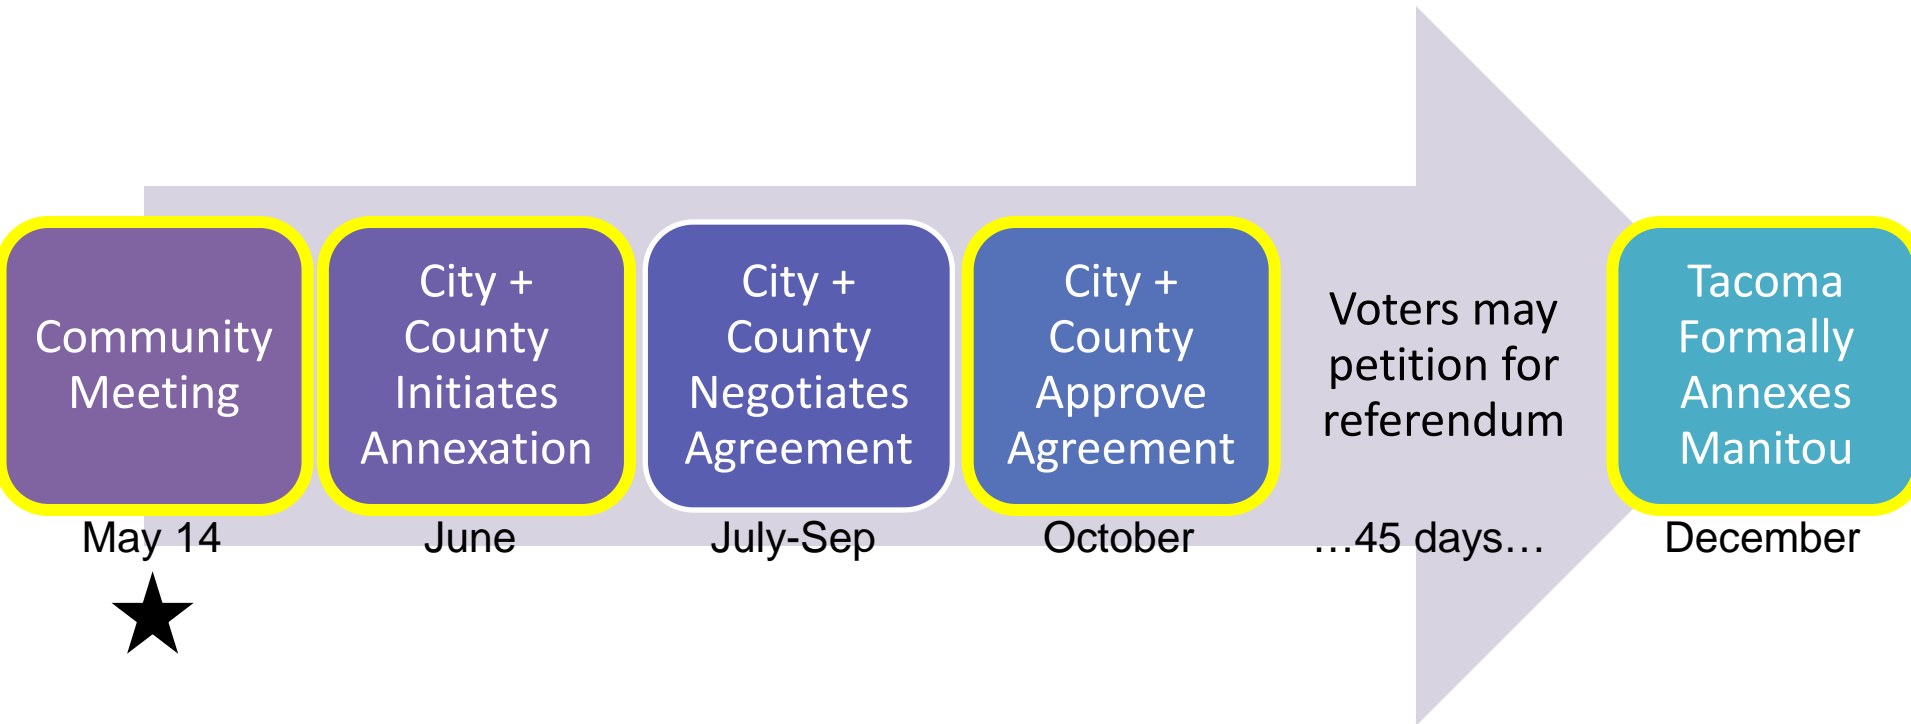 Community
Meeting
May 14
City +
County
Initiates
Annexation
June
City +
County
Negotiates
Agreement
July-Sep
City +
County
Approve
Agreement
October
Voters may
petition for
referendum
…45 days…
Tacoma
Formally
Annexes
Manitou
December